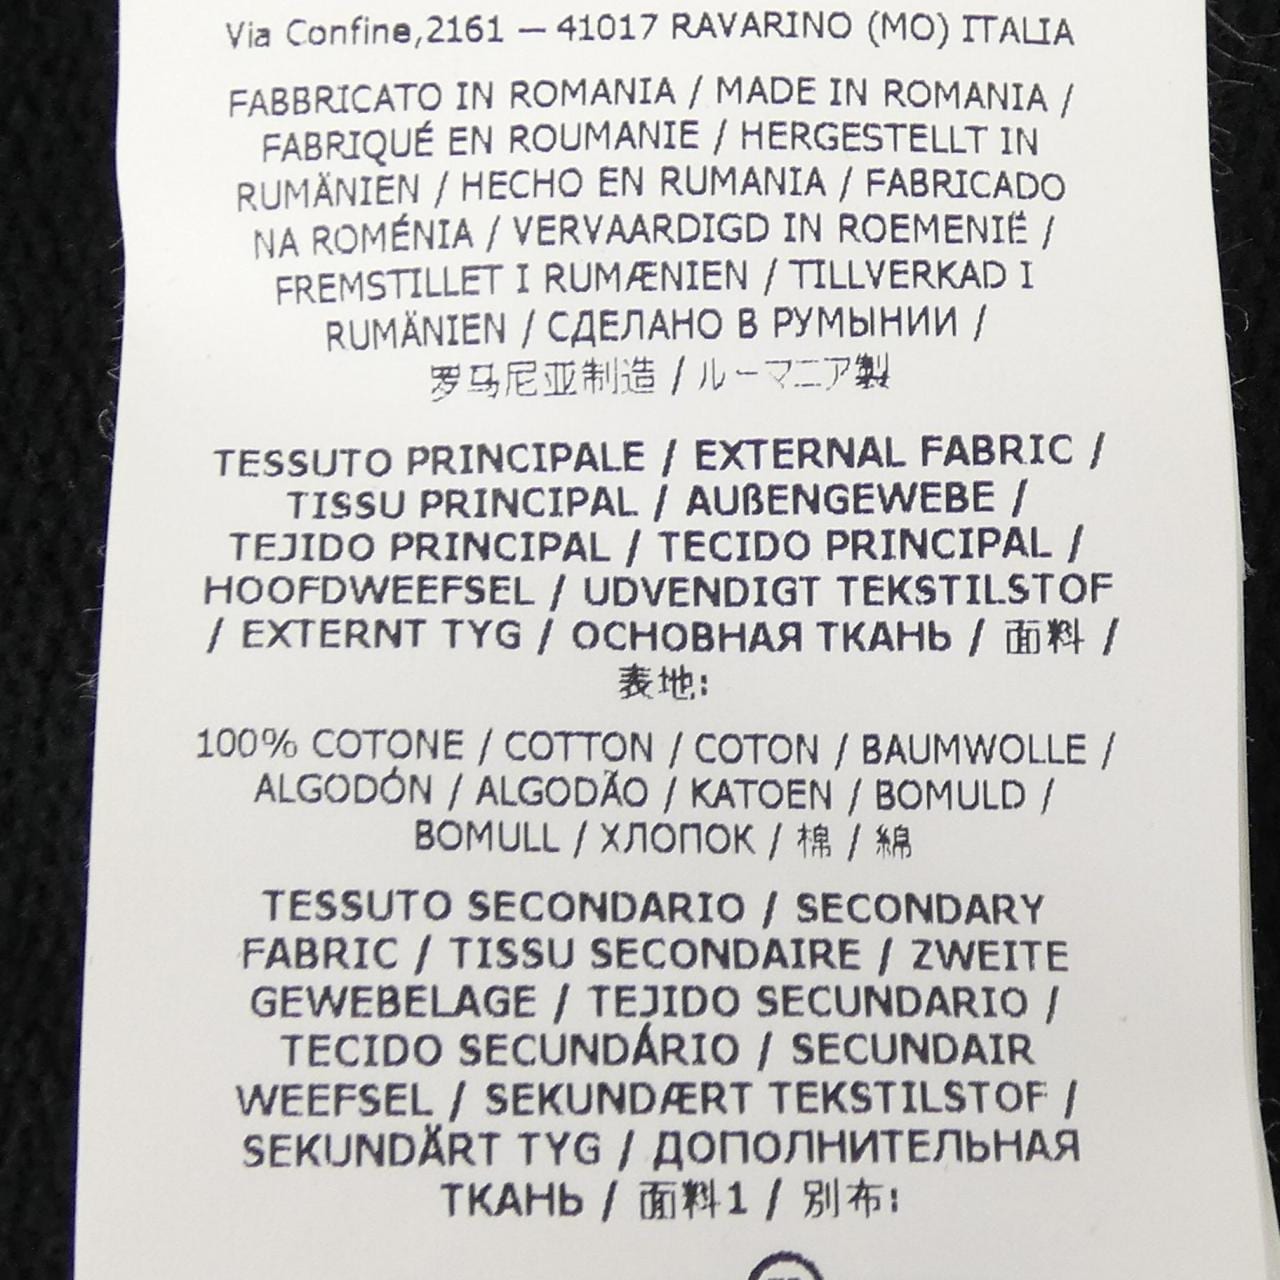 Via Confine,2161 – 41017 RAVARINO (MO) ITALIA
FABBRICATO IN ROMANIA / MADE IN ROMANIA /
FABRIQUÉ EN ROUMANIE / HERGESTELLT IN
RUMÄNIEN / HECHO EN RUMANIA / FABRICADO
NA ROMÉNIA / VERVAARDIGD IN ROEMENIË /
FREMSTILLET I RUMÆNIEN / TILLVERKAD I
RUMÄNIEN / СДЕЛАНО В РУМЫНИИ /
罗马尼亚制造 / ルーマニア製
TESSUTO PRINCIPALE / EXTERNAL FABRIC /
TISSU PRINCIPAL / AUßENGEWEBE /
TEJIDO PRINCIPAL / TECIDO PRINCIPAL /
HOOFDWEEFSEL / UDVENDIGT TEKSTILSTOF
/ EXTERNT TYG / ОСНОВНАЯ ТКАНЬ / 面料 /
表地:
100% COTONE / COTTON / COTON / BAUMWOLLE /
ALGODÓN / ALGODÃO / KATOEN / BOMULD /
BOMULL / ХЛОПОК / 棉 / 綿
TESSUTO SECONDARIO / SECONDARY
FABRIC / TISSU SECONDAIRE / ZWEITE
GEWEBELAGE / TEJIDO SECUNDARIO /
TECIDO SECUNDÁRIO / SECUNDAIR
WEEFSEL / SEKUNDÆRT TEKSTILSTOF /
SEKUNDÄRT TYG / ДОПОЛНИТЕЛЬНАЯ
ТКАНЬ / 面料1 / 別布: